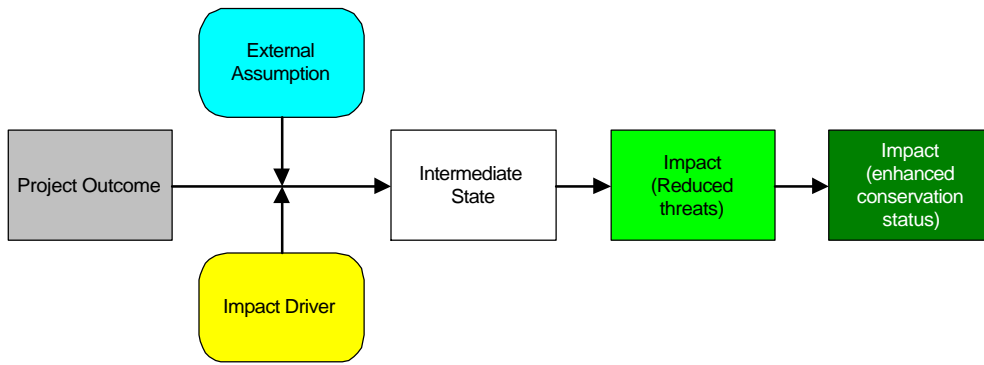 External
Assumption
Project Outcome
Intermediate
State
Impact
(Reduced
threats)
Impact
(enhanced
conservation
status)
Impact Driver